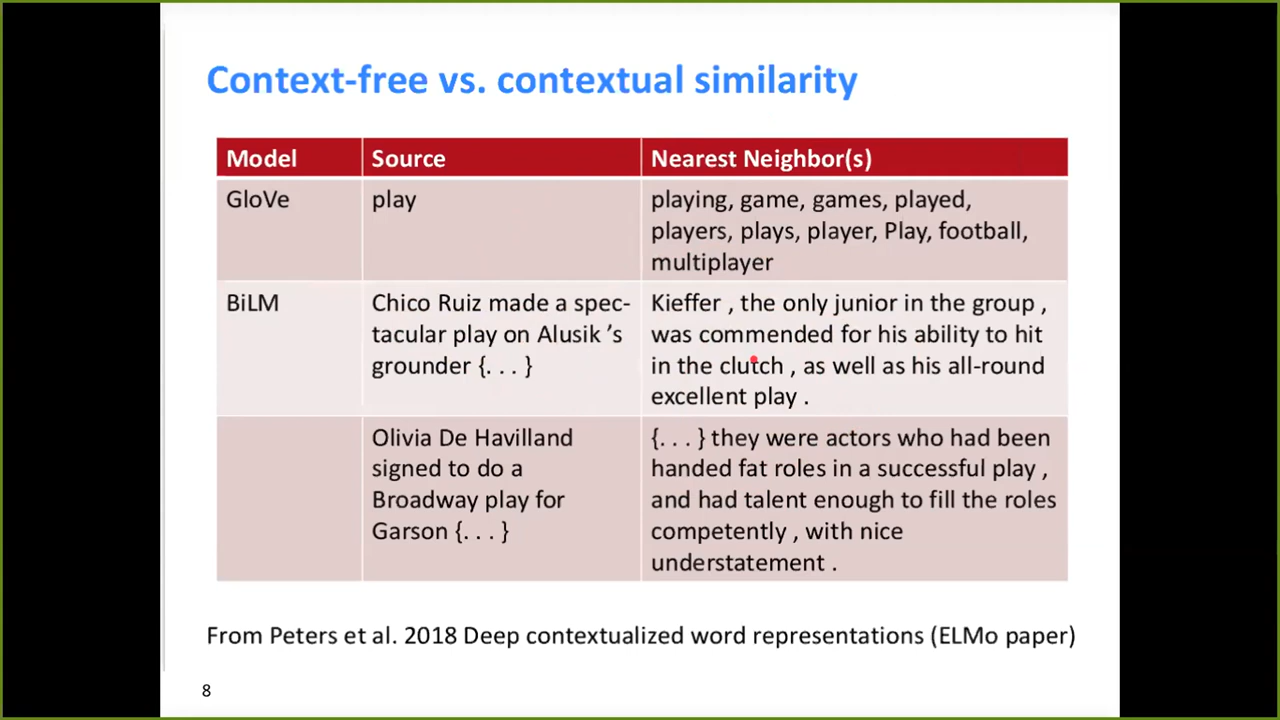 Context-free vs. contextual similarity
Model Source Nearest Neighbor(s)
GloVe play playing, game, games, played,
players, plays, player, Play, football,
multiplayer
BiLM Chico Ruiz made a spec- Kieffer , the only junior in the group ,
tacular play on Alusik ’s was commended for his ability to hit
grounder {. . . } in the clutch , as well as his all-round
excellent play .
Olivia De Havilland {. . . } they were actors who had been
signed to do a handed fat roles in a successful play ,
Broadway play for and had talent enough to fill the roles
Garson {. . . } competently , with nice
understatement .
From Peters et al. 2018 Deep contextualized word representations (ELMo paper)
8